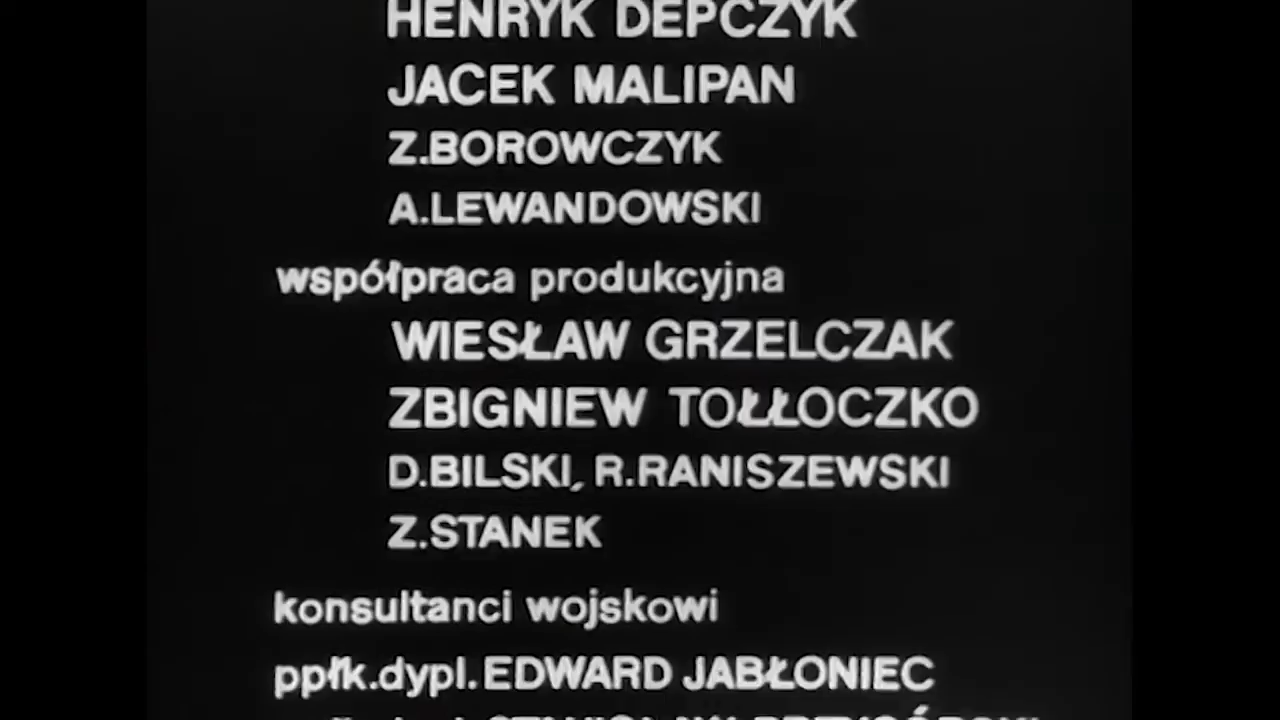 HENRYK DEPCZYK
JACEK MALIPAN
Z.BOROWCZYK
A.LEWANDOWSKI
współpraca produkcyjna
WIESŁAW GRZELCZAK
ZBIGNIEW TOŁŁOCZKO
D.BILSKI, R.RANISZEWSKI
Z.STANEK
konsultanci wojskowi
ppłk.dypl.EDWARD JABŁONIEC